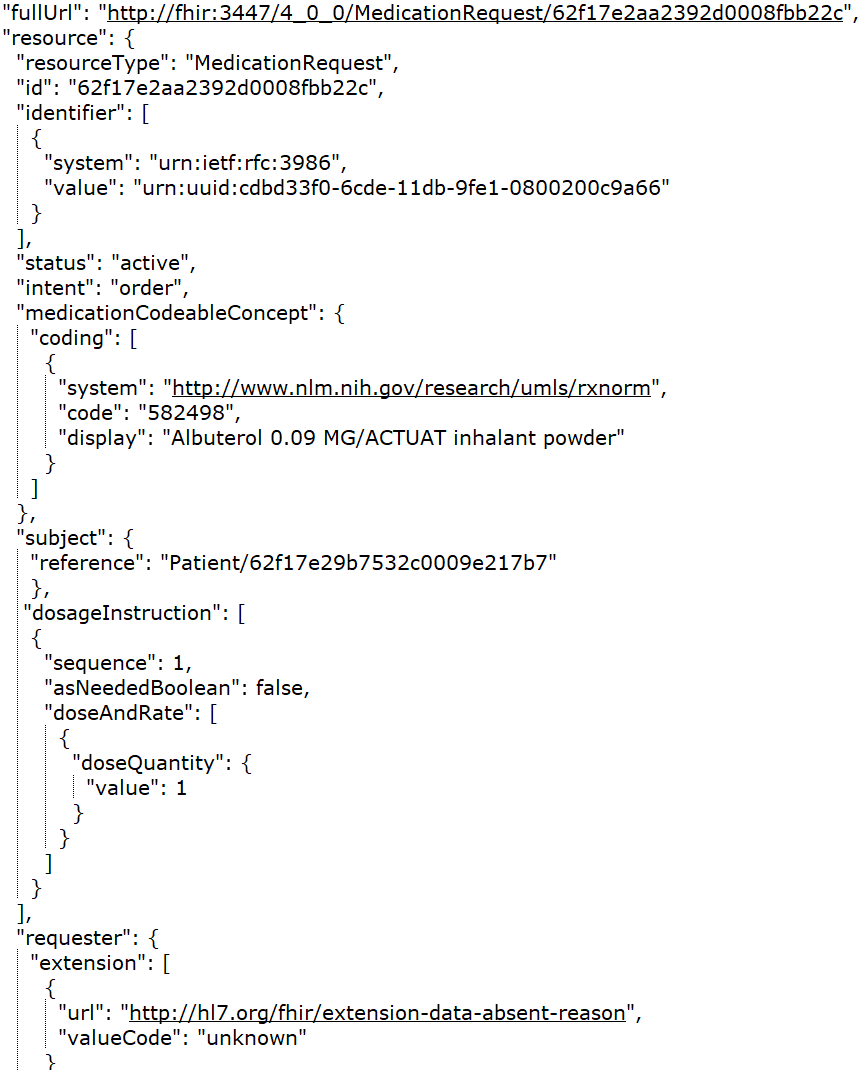 "fullUrl": "http://fhir:3447/4_0_0/MedicationRequest/62f17e2aa2392d0008fbb22c",
"resource": {
"resourceType": "MedicationRequest",
"id": "62f17e2aa2392d0008fbb22c",
"identifier": [
{
"system": "urn:ietf:rfc:3986",
"value": "urn:uuid:cdbd33f0-6cde-11db-9fe1-0800200c9a66"
}
],
"status": "active",
"intent": "order",
"medicationCodeableConcept": {
"coding": [
{
"system": "http://www.nlm.nih.gov/research/umls/rxnorm",
"code": "582498",
"display": "Albuterol 0.09 MG/ACTUAT inhalant powder"
}
]
},
"subject": {
"reference": "Patient/62f17e29b7532c0009e217b7"
},
"dosageInstruction": [
{
"sequence": 1,
"asNeededBoolean": false,
"doseAndRate": [
{
"doseQuantity": {
"value": 1
}
}
]
}
],
"requester": {
"extension": [
{
"url": "http://hl7.org/fhir/extension-data-absent-reason",
"valueCode": "unknown"
}